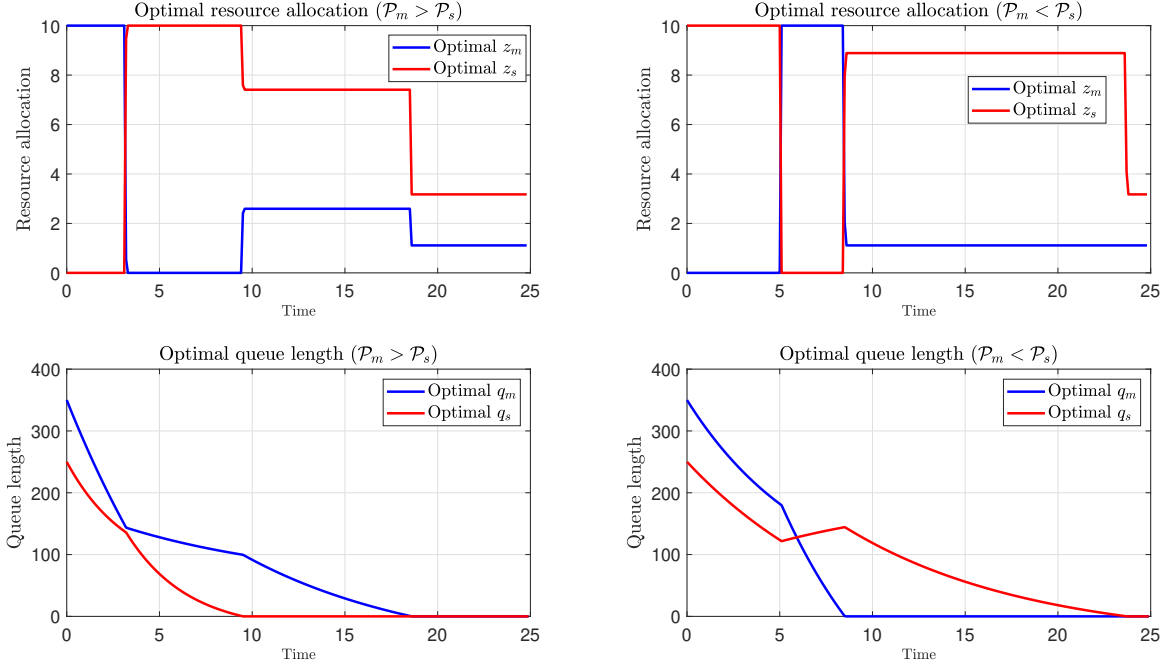 Optimal resource allocation (𝒫ₘ > 𝒫ₛ)
Resource allocation
10
8
6
4
2
0
Optimal zₘ
Optimal zₛ
0 5 10 15 20 25
Time
Optimal resource allocation (𝒫ₘ < 𝒫ₛ)
Resource allocation
10
8
6
4
2
0
Optimal zₘ
Optimal zₛ
0 5 10 15 20 25
Time
Optimal queue length (𝒫ₘ > 𝒫ₛ)
Queue length
400
300
200
100
0
Optimal qₘ
Optimal qₛ
0 5 10 15 20 25
Time
Optimal queue length (𝒫ₘ < 𝒫ₛ)
Queue length
400
300
200
100
0
Optimal qₘ
Optimal qₛ
0 5 10 15 20 25
Time